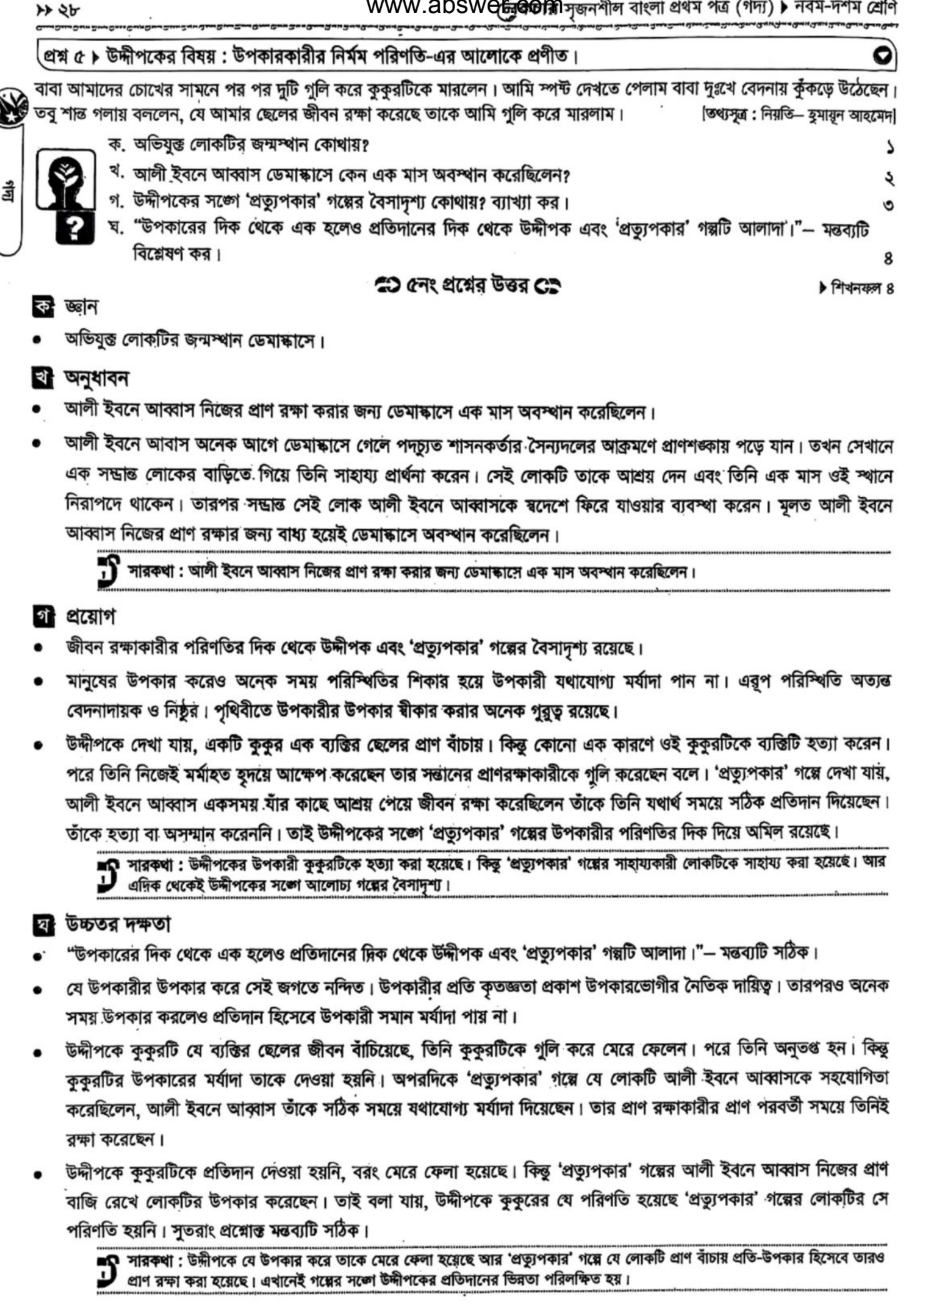 ▶▶ ২৮
www.abswer.com
সৃজনশীল বাংলা প্রথম পত্র (গদ্য) ▶ নবম-দশম শ্রেণি
প্রশ্ন ৫ ▶ উদ্দীপকের বিষয় : উপকারকারীর নির্মম পরিণতি-এর আলোকে প্রণীত।
বাবা আমাদের চোখের সামনে পর পর দুটি গুলি করে কুকুরটিকে মারলেন। আমি স্পষ্ট দেখতে পেলাম বাবা দুঃখে বেদনায় কুঁকড়ে উঠেছেন।
তবু শান্ত গলায় বললেন, যে আমার ছেলের জীবন রক্ষা করেছে তাকে আমি গুলি করে মারলাম। [তথ্যসূত্র : নিয়তি– হুমায়ূন আহমেদ]
গদ্য
ক. অভিযুক্ত লোকটির জন্মস্থান কোথায়? ১
খ. আলী ইবনে আব্বাস ডেমাস্কাসে কেন এক মাস অবস্থান করেছিলেন? ২
গ. উদ্দীপকের সঙ্গে ‘প্রত্যুপকার’ গল্পের বৈসাদৃশ্য কোথায়? ব্যাখ্যা কর। ৩
ঘ. “উপকারের দিক থেকে এক হলেও প্রতিদানের দিক থেকে উদ্দীপক এবং ‘প্রত্যুপকার’ গল্পটি আলাদা।”– মন্তব্যটি
বিশ্লেষণ কর। ৪
৫নং প্রশ্নের উত্তর
▶ শিখনফল ৪
ক জ্ঞান
• অভিযুক্ত লোকটির জন্মস্থান ডেমাস্কাসে।
খ অনুধাবন
• আলী ইবনে আব্বাস নিজের প্রাণ রক্ষা করার জন্য ডেমাস্কাসে এক মাস অবস্থান করেছিলেন।
• আলী ইবনে আবাস অনেক আগে ডেমাস্কাসে গেলে পদচ্যুত শাসনকর্তার সৈন্যদলের আক্রমণে প্রাণশঙ্কায় পড়ে যান। তখন সেখানে
এক সম্ভ্রান্ত লোকের বাড়িতে গিয়ে তিনি সাহায্য প্রার্থনা করেন। সেই লোকটি তাকে আশ্রয় দেন এবং তিনি এক মাস ওই স্থানে
নিরাপদে থাকেন। তারপর সম্ভ্রান্ত সেই লোক আলী ইবনে আব্বাসকে স্বদেশে ফিরে যাওয়ার ব্যবস্থা করেন। মূলত আলী ইবনে
আব্বাস নিজের প্রাণ রক্ষার জন্য বাধ্য হয়েই ডেমাস্কাসে অবস্থান করেছিলেন।
সারকথা : আলী ইবনে আব্বাস নিজের প্রাণ রক্ষা করার জন্য ডেমাস্কাসে এক মাস অবস্থান করেছিলেন।
গ প্রয়োগ
• জীবন রক্ষাকারীর পরিণতির দিক থেকে উদ্দীপক এবং ‘প্রত্যুপকার’ গল্পের বৈসাদৃশ্য রয়েছে।
• মানুষের উপকার করেও অনেক সময় পরিস্থিতির শিকার হয়ে উপকারী যথাযোগ্য মর্যাদা পান না। এরূপ পরিস্থিতি অত্যন্ত
বেদনাদায়ক ও নিষ্ঠুর। পৃথিবীতে উপকারীর উপকার স্বীকার করার অনেক গুরুত্ব রয়েছে।
• উদ্দীপকে দেখা যায়, একটি কুকুর এক ব্যক্তির ছেলের প্রাণ বাঁচায়। কিন্তু কোনো এক কারণে ওই কুকুরটিকে ব্যক্তিটি হত্যা করেন।
পরে তিনি নিজেই মর্মাহত হৃদয়ে আক্ষেপ করেছেন তার সন্তানের প্রাণরক্ষাকারীকে গুলি করেছেন বলে। ‘প্রত্যুপকার’ গল্পে দেখা যায়,
আলী ইবনে আব্বাস একসময় যাঁর কাছে আশ্রয় পেয়ে জীবন রক্ষা করেছিলেন তাঁকে তিনি যথার্থ সময়ে সঠিক প্রতিদান দিয়েছেন।
তাঁকে হত্যা বা অসম্মান করেননি। তাই উদ্দীপকের সঙ্গে ‘প্রত্যুপকার’ গল্পের উপকারীর পরিণতির দিক দিয়ে অমিল রয়েছে।
সারকথা : উদ্দীপকের উপকারী কুকুরটিকে হত্যা করা হয়েছে। কিন্তু ‘প্রত্যুপকার’ গল্পের সাহায্যকারী লোকটিকে সাহায্য করা হয়েছে। আর
এদিক থেকেই উদ্দীপকের সঙ্গে আলোচ্য গল্পের বৈসাদৃশ্য।
ঘ উচ্চতর দক্ষতা
• “উপকারের দিক থেকে এক হলেও প্রতিদানের দিক থেকে উদ্দীপক এবং ‘প্রত্যুপকার’ গল্পটি আলাদা।”– মন্তব্যটি সঠিক।
• যে উপকারীর উপকার করে সেই জগতে নন্দিত। উপকারীর প্রতি কৃতজ্ঞতা প্রকাশ উপকারভোগীর নৈতিক দায়িত্ব। তারপরও অনেক
সময় উপকার করলেও প্রতিদান হিসেবে উপকারী সমান মর্যাদা পায় না।
• উদ্দীপকে কুকুরটি যে ব্যক্তির ছেলের জীবন বাঁচিয়েছে, তিনি কুকুরটিকে গুলি করে মেরে ফেলেন। পরে তিনি অনুতপ্ত হন। কিন্তু
কুকুরটির উপকারের মর্যাদা তাকে দেওয়া হয়নি। অপরদিকে ‘প্রত্যুপকার’ গল্পে যে লোকটি আলী ইবনে আব্বাসকে সহযোগিতা
করেছিলেন, আলী ইবনে আব্বাস তাঁকে সঠিক সময়ে যথাযোগ্য মর্যাদা দিয়েছেন। তার প্রাণ রক্ষাকারীর প্রাণ পরবর্তী সময়ে তিনিই
রক্ষা করেছেন।
• উদ্দীপকে কুকুরটিকে প্রতিদান দেওয়া হয়নি, বরং মেরে ফেলা হয়েছে। কিন্তু ‘প্রত্যুপকার’ গল্পের আলী ইবনে আব্বাস নিজের প্রাণ
বাজি রেখে লোকটির উপকার করেছেন। তাই বলা যায়, উদ্দীপকে কুকুরের যে পরিণতি হয়েছে ‘প্রত্যুপকার’ গল্পের লোকটির সে
পরিণতি হয়নি। সুতরাং প্রশ্নোক্ত মন্তব্যটি সঠিক।
সারকথা : উদ্দীপকে যে উপকার করে তাকে মেরে ফেলা হয়েছে আর ‘প্রত্যুপকার’ গল্পে যে লোকটি প্রাণ বাঁচায় প্রতি-উপকার হিসেবে তারও
প্রাণ রক্ষা করা হয়েছে। এখানেই গল্পের সঙ্গে উদ্দীপকের প্রতিদানের ভিন্নতা পরিলক্ষিত হয়।